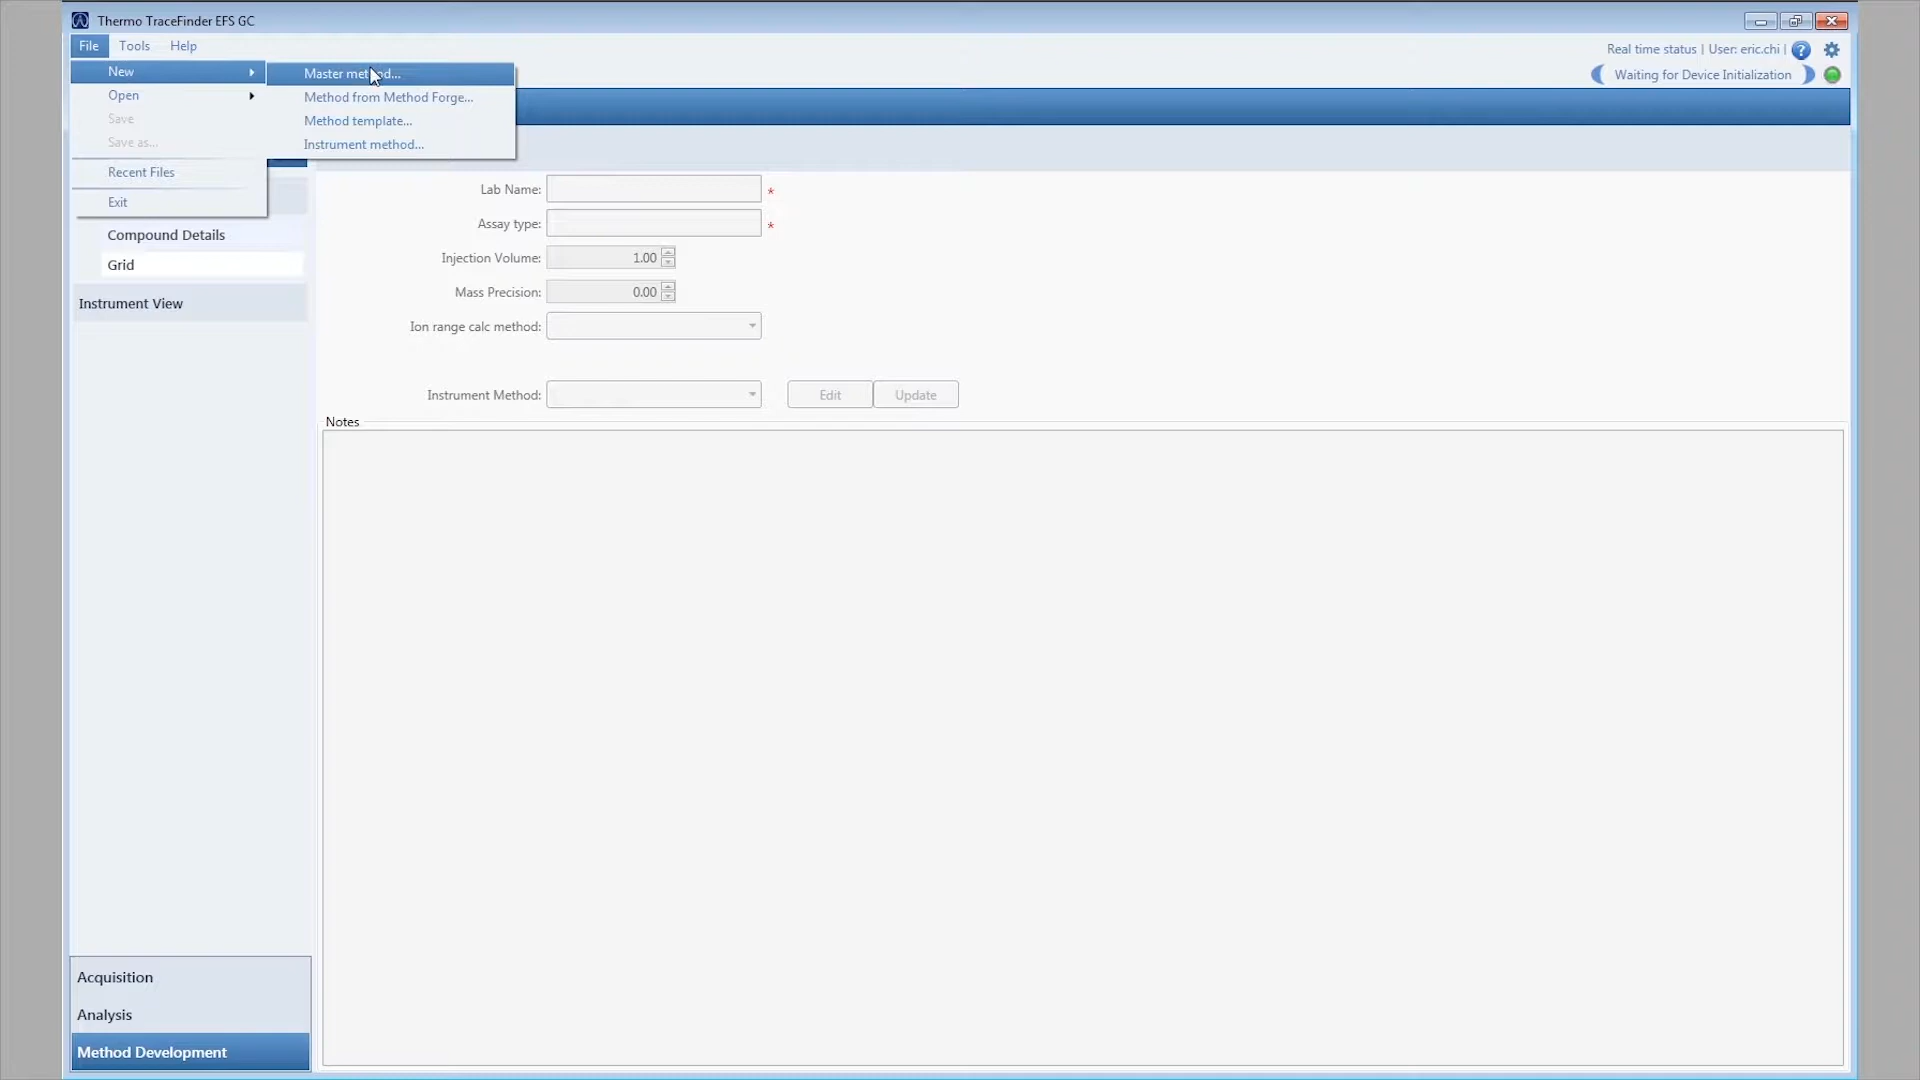 Thermo TraceFinder EFS GC
File Tools Help
Real time status | User: eric.chi | ?
Waiting for Device Initialization
New
Open
Save
Save as...
Recent Files
Exit
Master method...
Method from Method Forge...
Method template...
Instrument method...
Compound Details
Grid
Instrument View
Lab Name: *
Assay type: *
Injection Volume: 1.00
Mass Precision: 0.00
Ion range calc method:
Instrument Method: Edit Update
Notes
Acquisition
Analysis
Method Development